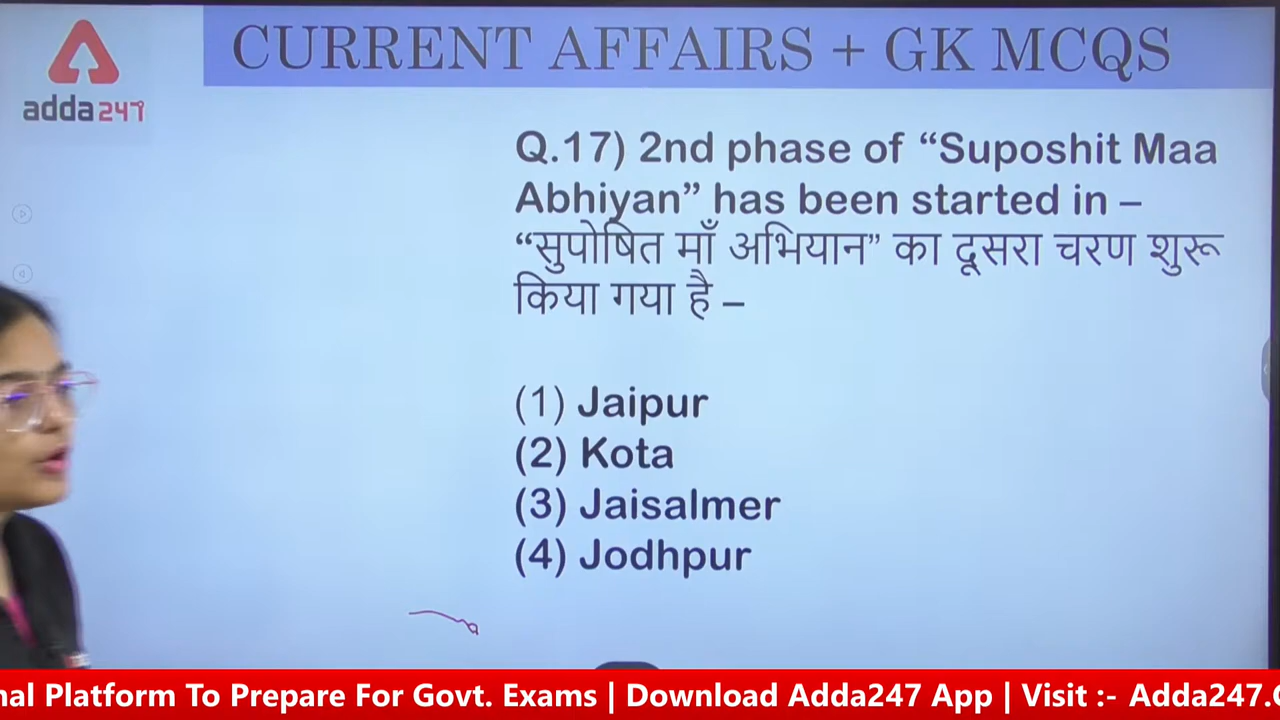 CURRENT AFFAIRS + GK MCQS
adda247
Q.17) 2nd phase of “Suposhit Maa
Abhiyan” has been started in –
“सुपोषित माँ अभियान” का दूसरा चरण शुरू
किया गया है –
(1) Jaipur
(2) Kota
(3) Jaisalmer
(4) Jodhpur
nal Platform To Prepare For Govt. Exams | Download Adda247 App | Visit :- Adda247.